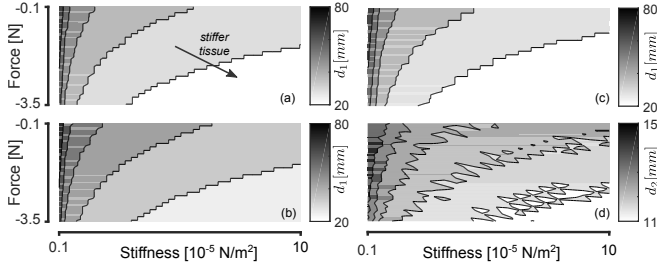 -0.1
Force [N]
-3.5
stiffer
tissue
(a)
80
d1[mm]
20
(c)
80
d1[mm]
20
-0.1
Force [N]
-3.5
(b)
80
d1[mm]
20
(d)
15
d2[mm]
11
0.1 Stiffness [10-5 N/m2] 10
0.1 Stiffness [10-5 N/m2] 10